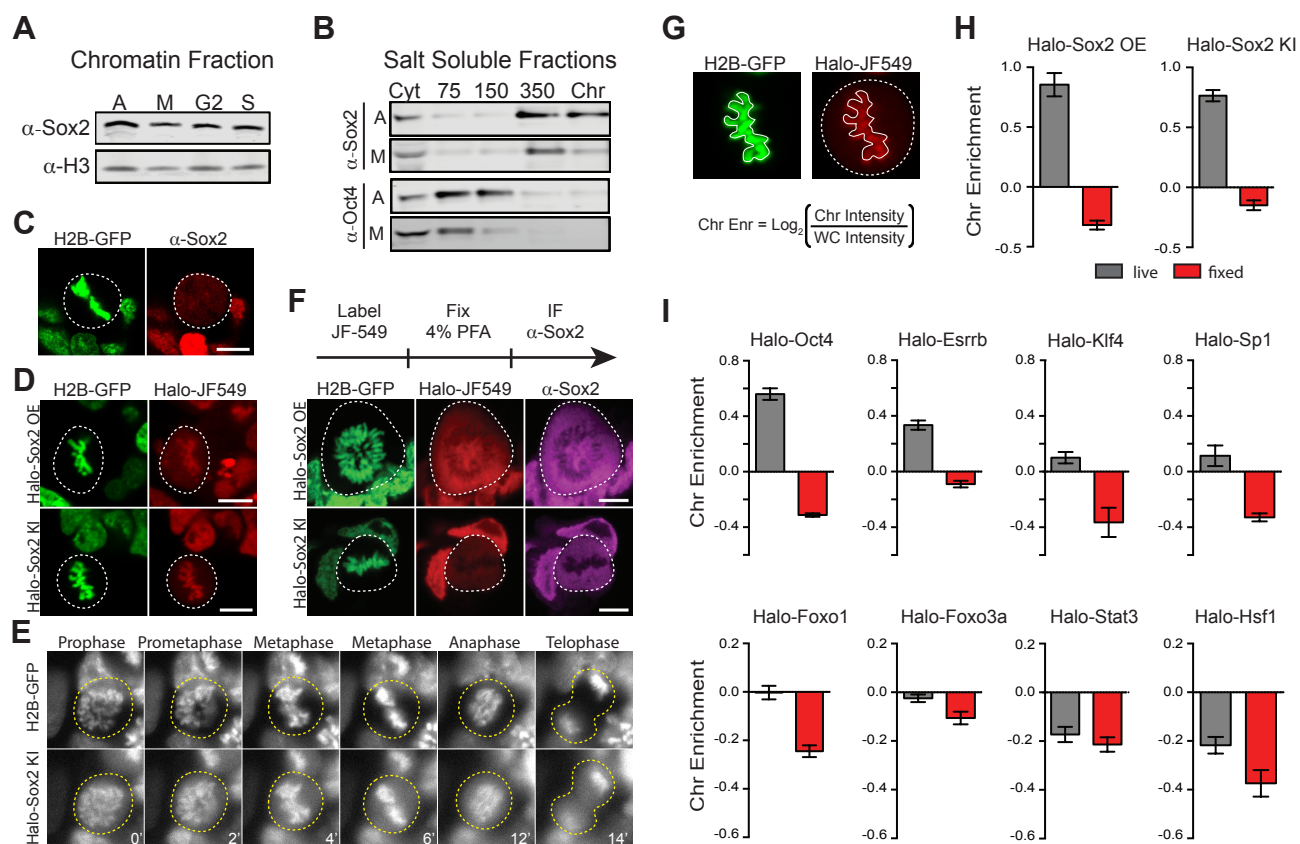 A
Chromatin Fraction
A M G2 S
α-Sox2
α-H3
B
Salt Soluble Fractions
Cyt 75 150 350 Chr
α-Sox2
A
M
α-Oct4
A
M
C
H2B-GFP α-Sox2
D
H2B-GFP Halo-JF549
Halo-Sox2 OE
Halo-Sox2 KI
E
Prophase Prometaphase Metaphase Metaphase Anaphase Telophase
H2B-GFP
Halo-Sox2 KI
0' 2' 4' 6' 12' 14'
F
Label Fix IF
JF-549 4% PFA α-Sox2
H2B-GFP Halo-JF549 α-Sox2
Halo-Sox2 OE
Halo-Sox2 KI
G
H2B-GFP Halo-JF549
Chr Enr = Log2 (Chr Intensity / WC Intensity)
H
Halo-Sox2 OE Halo-Sox2 KI
Chr Enrichment
1.0 1.0
0.5 0.5
0.0 0.0
-0.5 -0.5
live fixed
I
Halo-Oct4 Halo-Esrrb Halo-Klf4 Halo-Sp1
Chr Enrichment
0.8 0.8 0.8 0.8
0.4 0.4 0.4 0.4
0.0 0.0 0.0 0.0
-0.4 -0.4 -0.4 -0.4
Halo-Foxo1 Halo-Foxo3a Halo-Stat3 Halo-Hsf1
Chr Enrichment
0.2 0.2 0.2 0.2
0.0 0.0 0.0 0.0
-0.2 -0.2 -0.2 -0.2
-0.4 -0.4 -0.4 -0.4
-0.6 -0.6 -0.6 -0.6